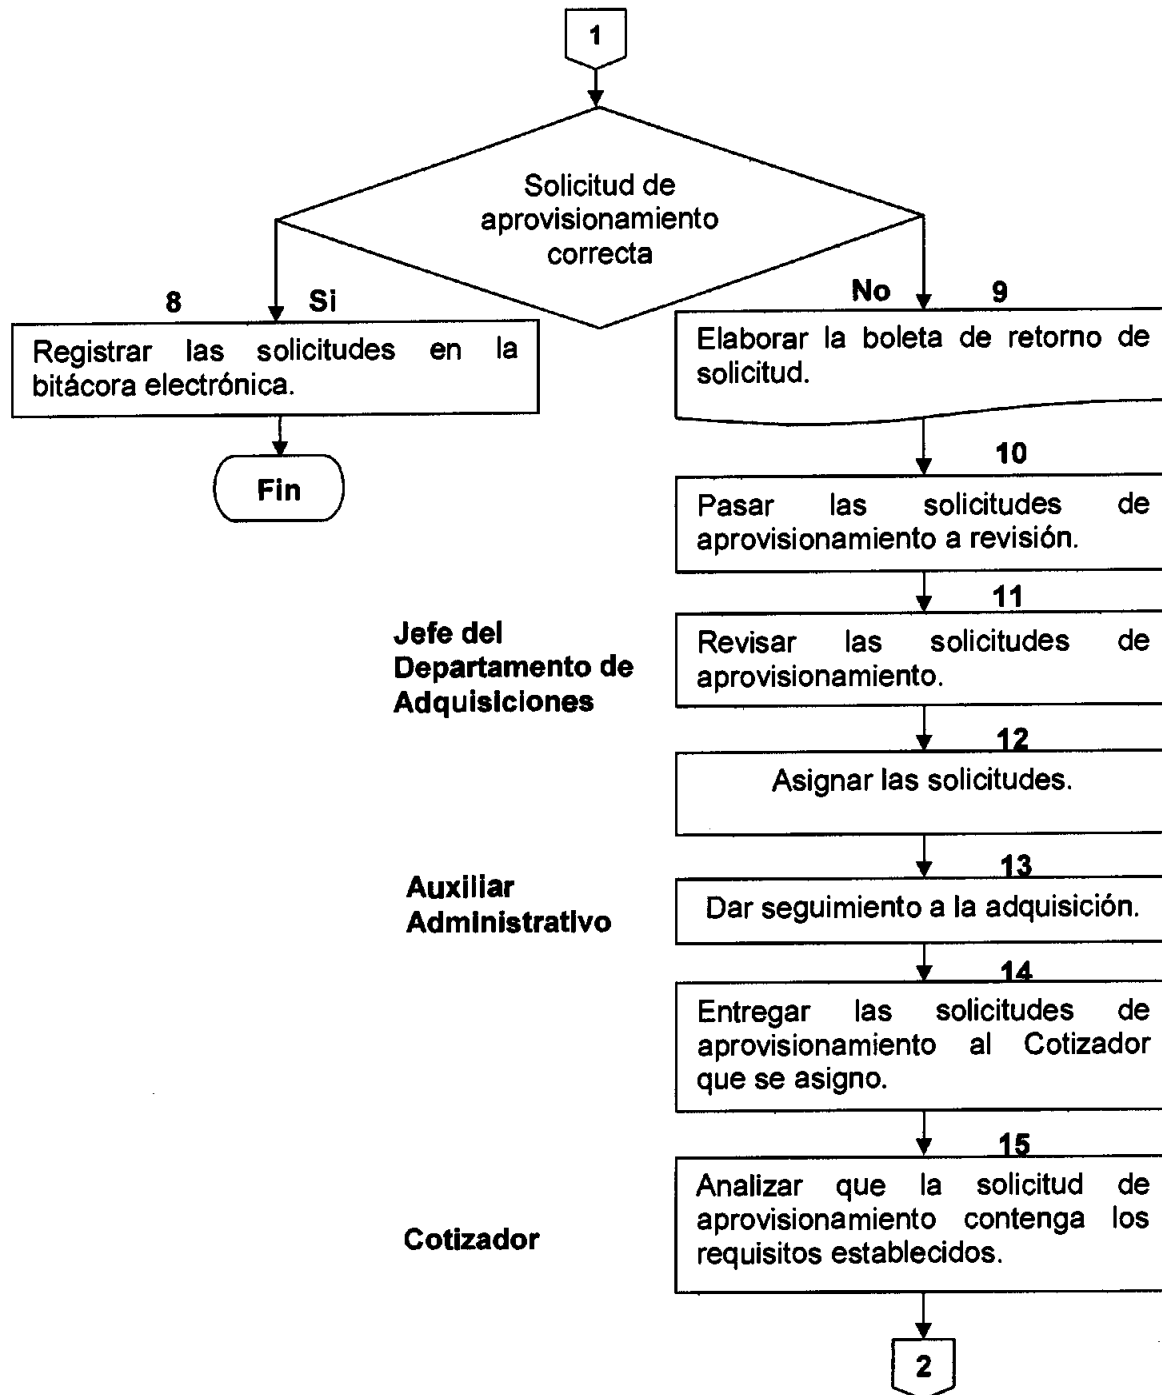 1
Solicitud de
aprovisionamiento
correcta
8 Si
Registrar las solicitudes en la
bitácora electrónica.
Fin
No 9
Elaborar la boleta de retorno de
solicitud.
10
Pasar las solicitudes de
aprovisionamiento a revisión.
11
Jefe del
Departamento de
Adquisiciones
Revisar las solicitudes de
aprovisionamiento.
12
Asignar las solicitudes.
13
Auxiliar
Administrativo
Dar seguimiento a la adquisición.
14
Entregar las solicitudes de
aprovisionamiento al Cotizador
que se asigno.
15
Cotizador
Analizar que la solicitud de
aprovisionamiento contenga los
requisitos establecidos.
2